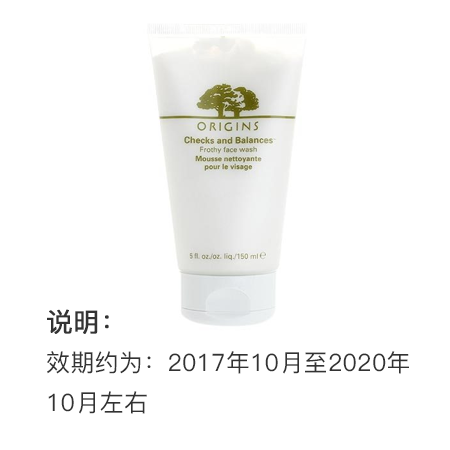 ORIGINS
Checks and Balances™
Frothy face wash
Mousse nettoyante
pour le visage
5 fl. oz./oz. liq./150 ml ℮
说明：
效期约为：2017年10月至2020年
10月左右